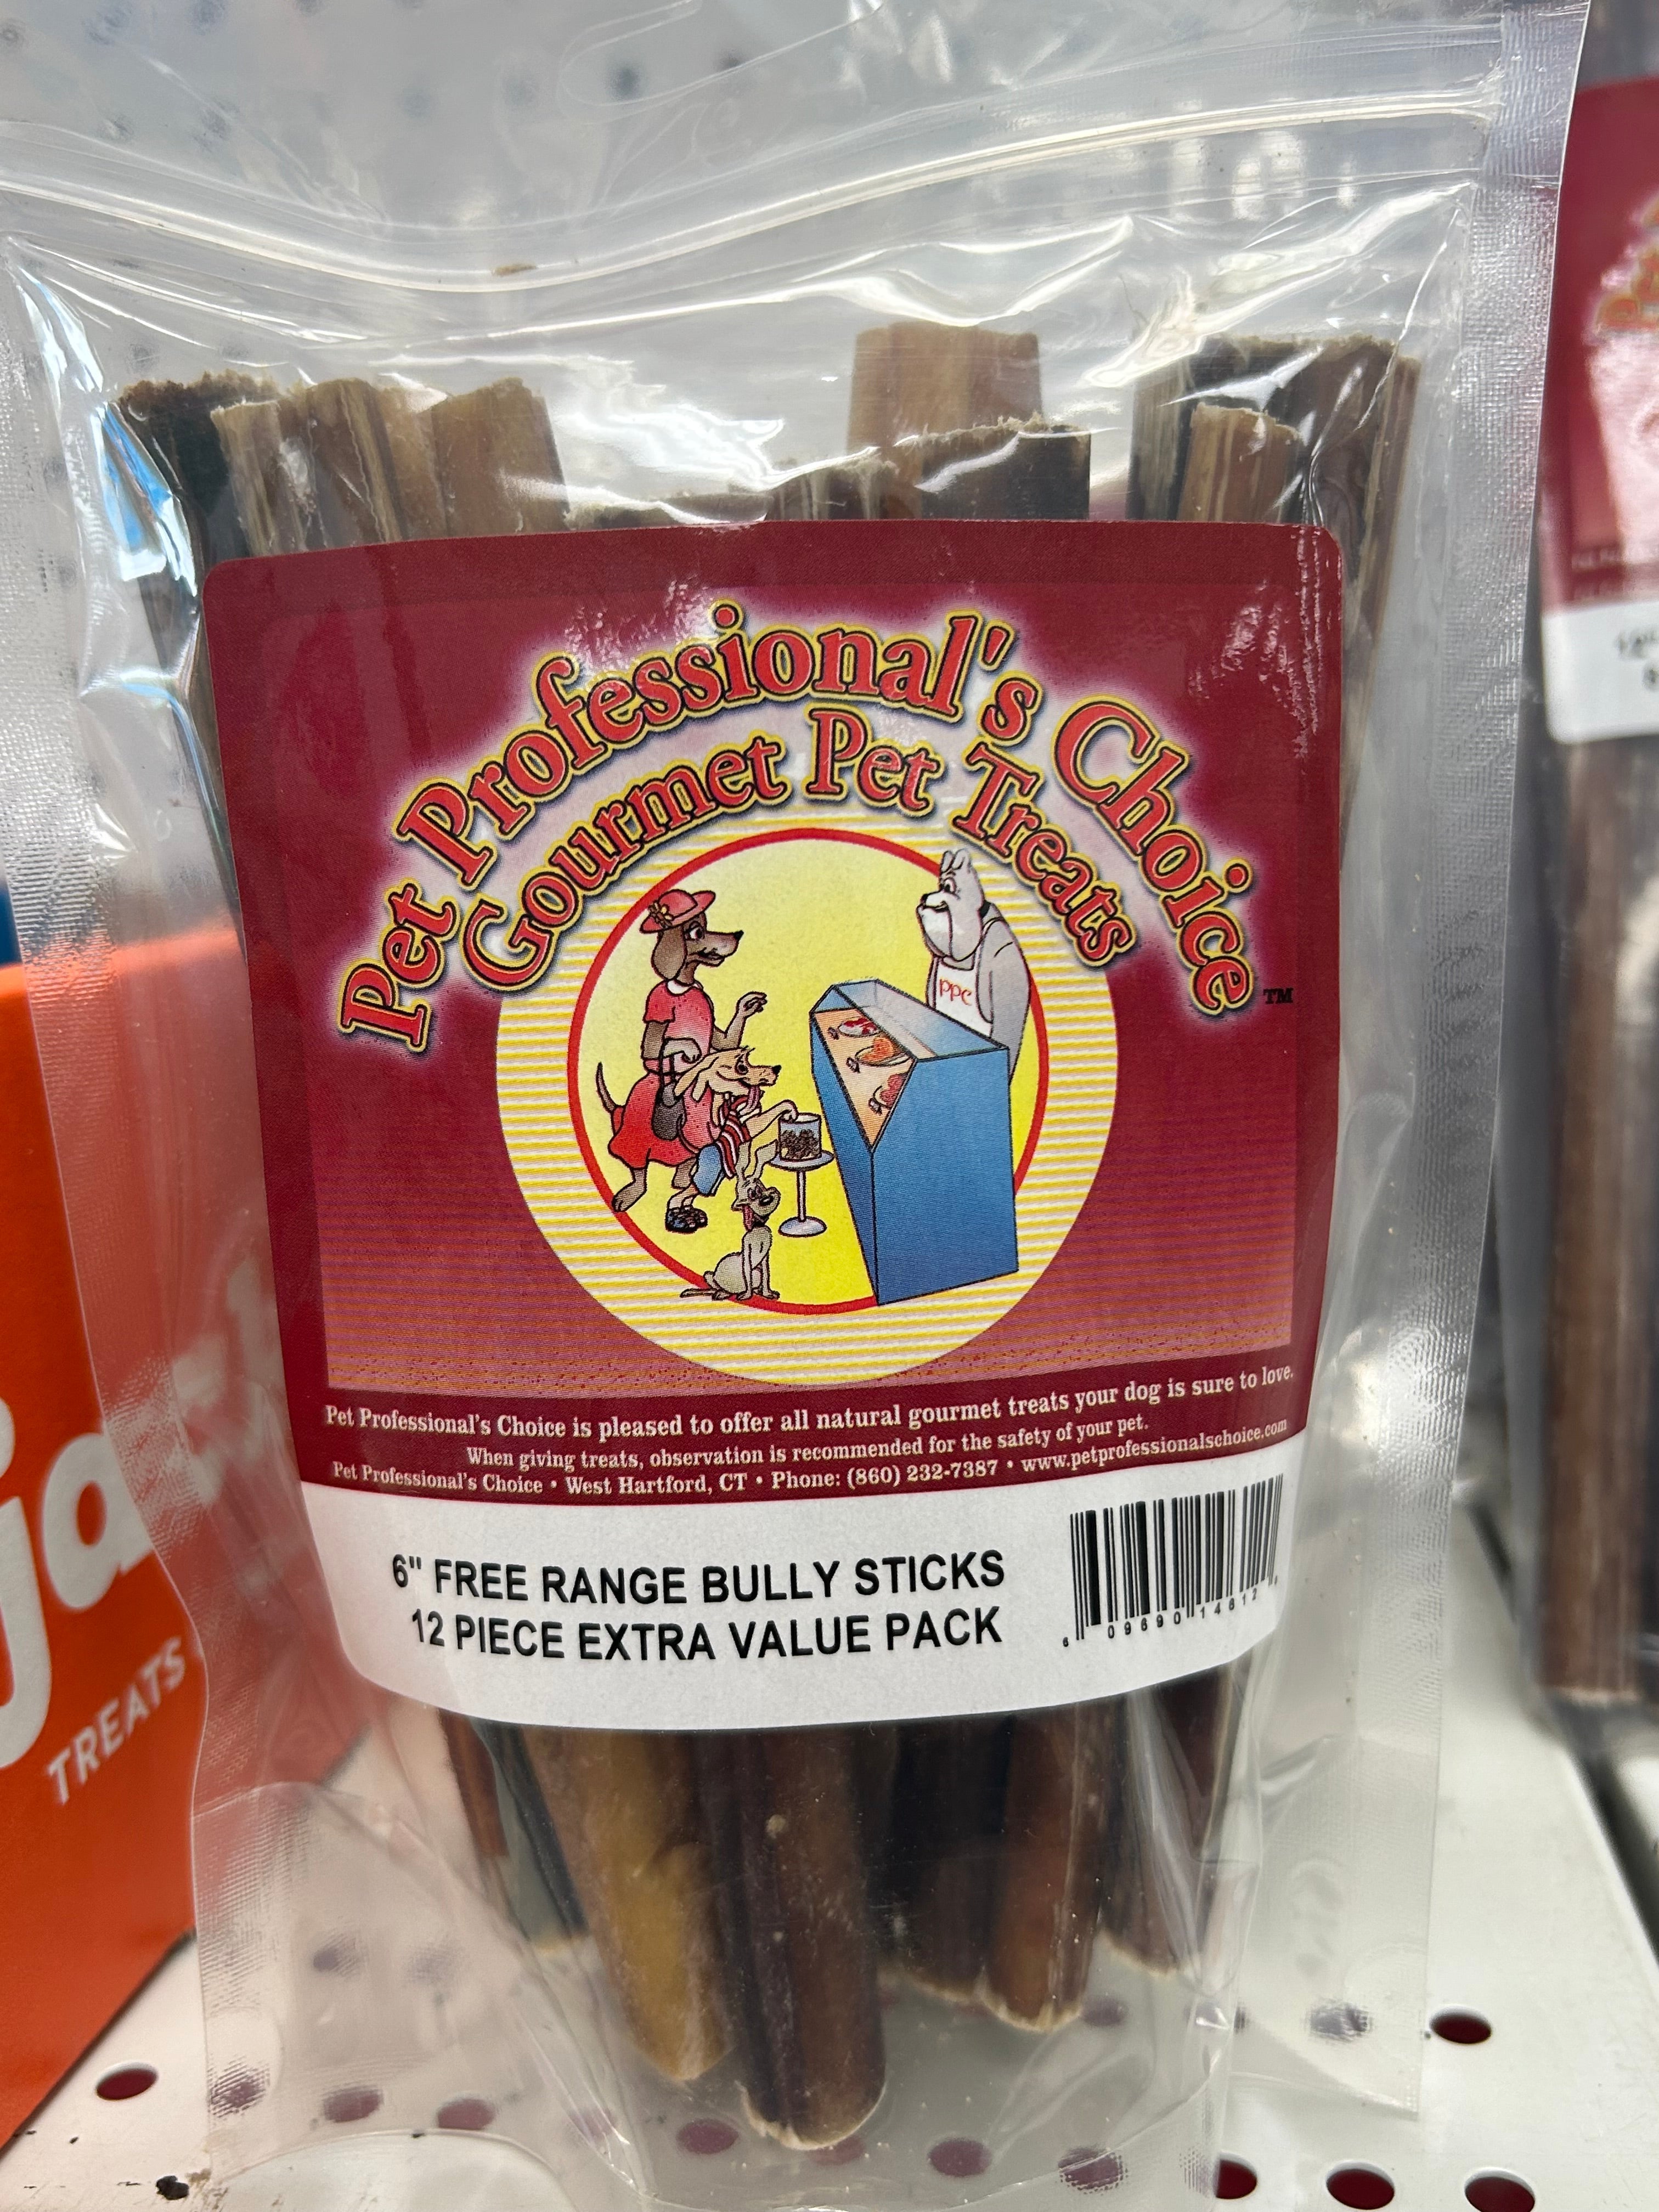 Pet Professional's Choice ™
Gourmet Pet Treats
PPC
Pet Professional's Choice is pleased to offer all natural gourmet treats your dog is sure to love.
When giving treats, observation is recommended for the safety of your pet.
Pet Professional's Choice • West Hartford, CT • Phone: (860) 232-7387 • www.petprofessionalschoice.com
6" FREE RANGE BULLY STICKS
12 PIECE EXTRA VALUE PACK
09690 14612
TREATS